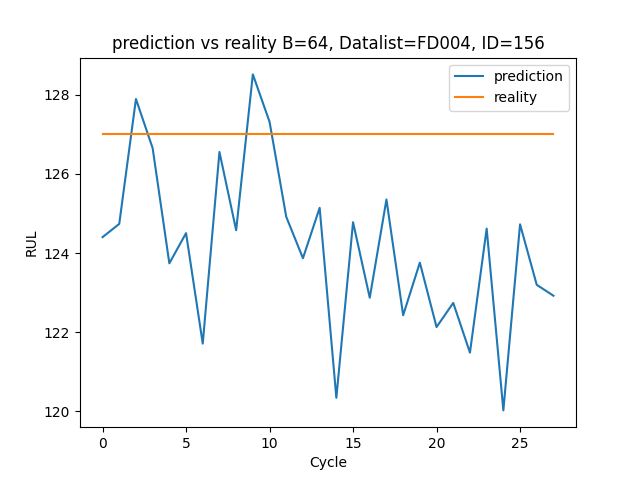 prediction vs reality B=64, Datalist=FD004, ID=156
prediction
reality
128
126
124
122
120
RUL
0 5 10 15 20 25
Cycle